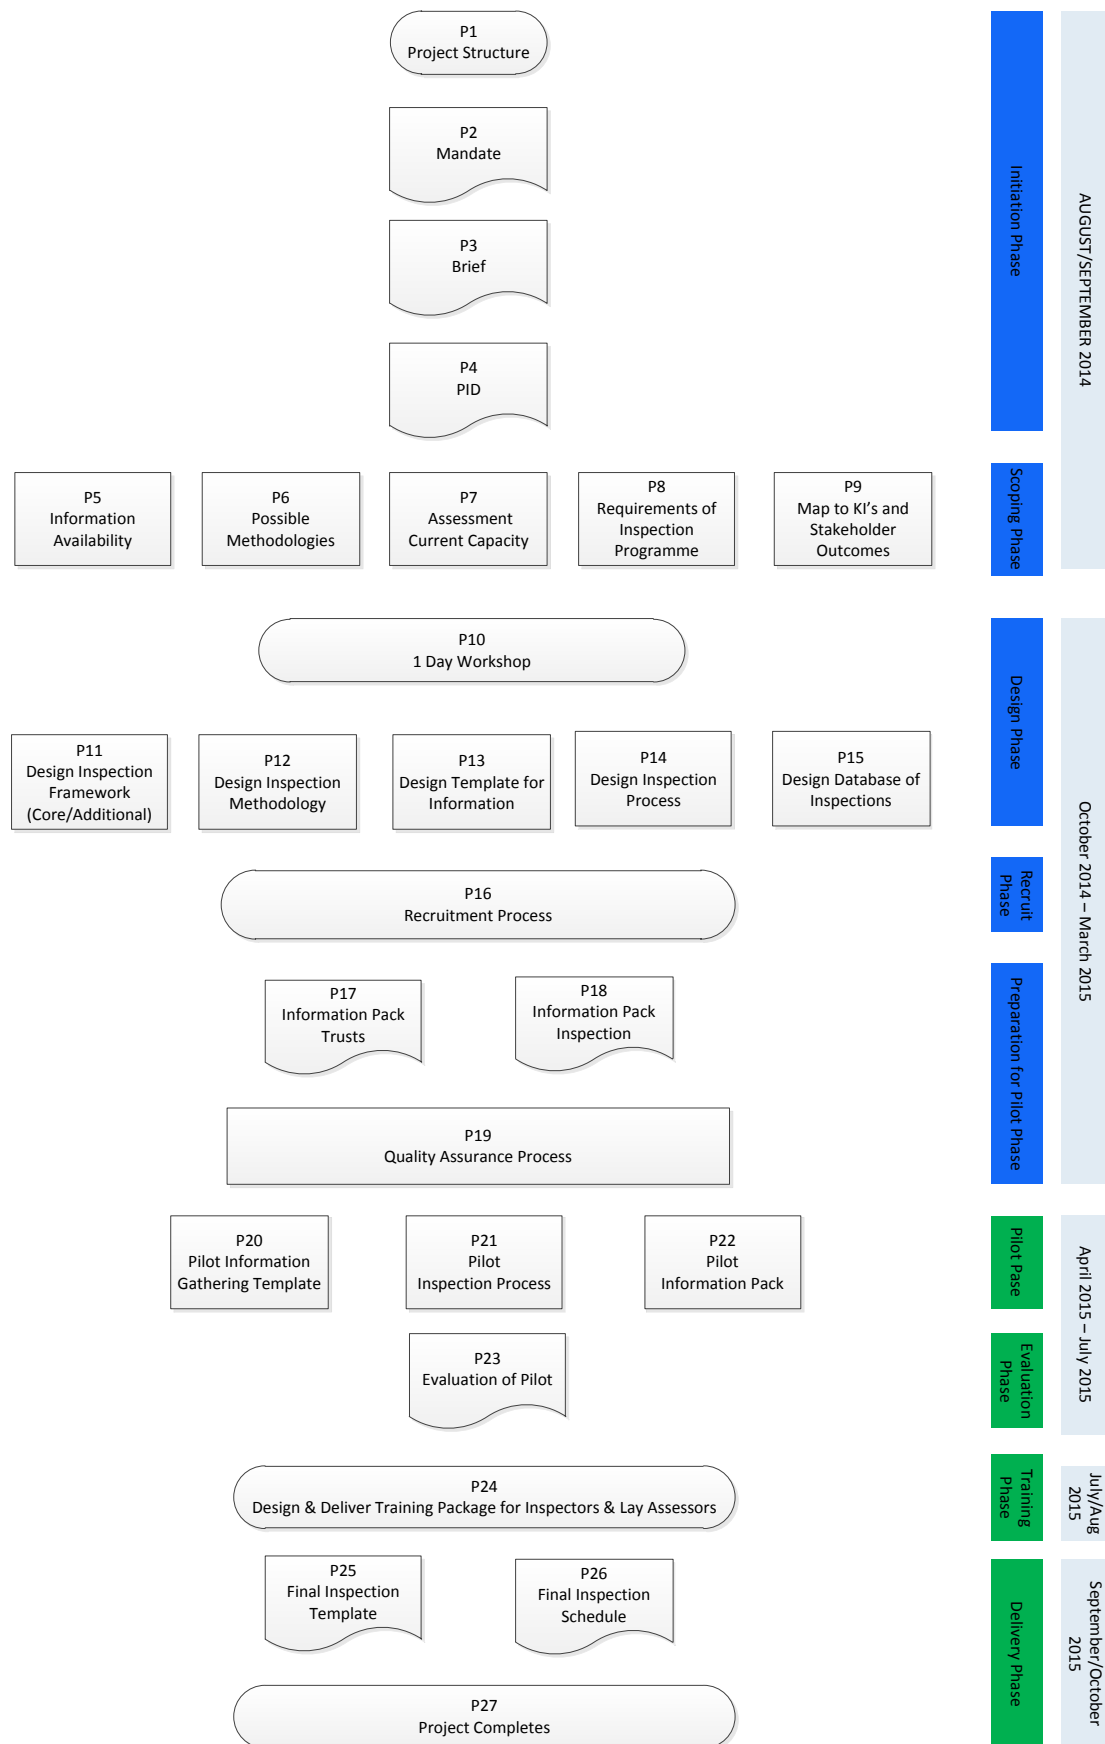 P1
Project Structure
P2
Mandate
P3
Brief
P4
PID
Initiation Phase
AUGUST/SEPTEMBER 2014
P5
Information
Availability
P6
Possible
Methodologies
P7
Assessment
Current Capacity
P8
Requirements of
Inspection
Programme
P9
Map to KI's and
Stakeholder
Outcomes
Scoping Phase
P10
1 Day Workshop
P11
Design Inspection
Framework
(Core/Additional)
P12
Design Inspection
Methodology
P13
Design Template for
Information
P14
Design Inspection
Process
P15
Design Database of
Inspections
Design Phase
October 2014 – March 2015
P16
Recruitment Process
Recruit
Phase
P17
Information Pack
Trusts
P18
Information Pack
Inspection
P19
Quality Assurance Process
Preparation for Pilot Phase
P20
Pilot Information
Gathering Template
P21
Pilot
Inspection Process
P22
Pilot
Information Pack
Pilot Pase
April 2015 – July 2015
P23
Evaluation of Pilot
Evaluation
Phase
P24
Design & Deliver Training Package for Inspectors & Lay Assessors
Training
Phase
July/Aug
2015
P25
Final Inspection
Template
P26
Final Inspection
Schedule
P27
Project Completes
Delivery Phase
September/October
2015